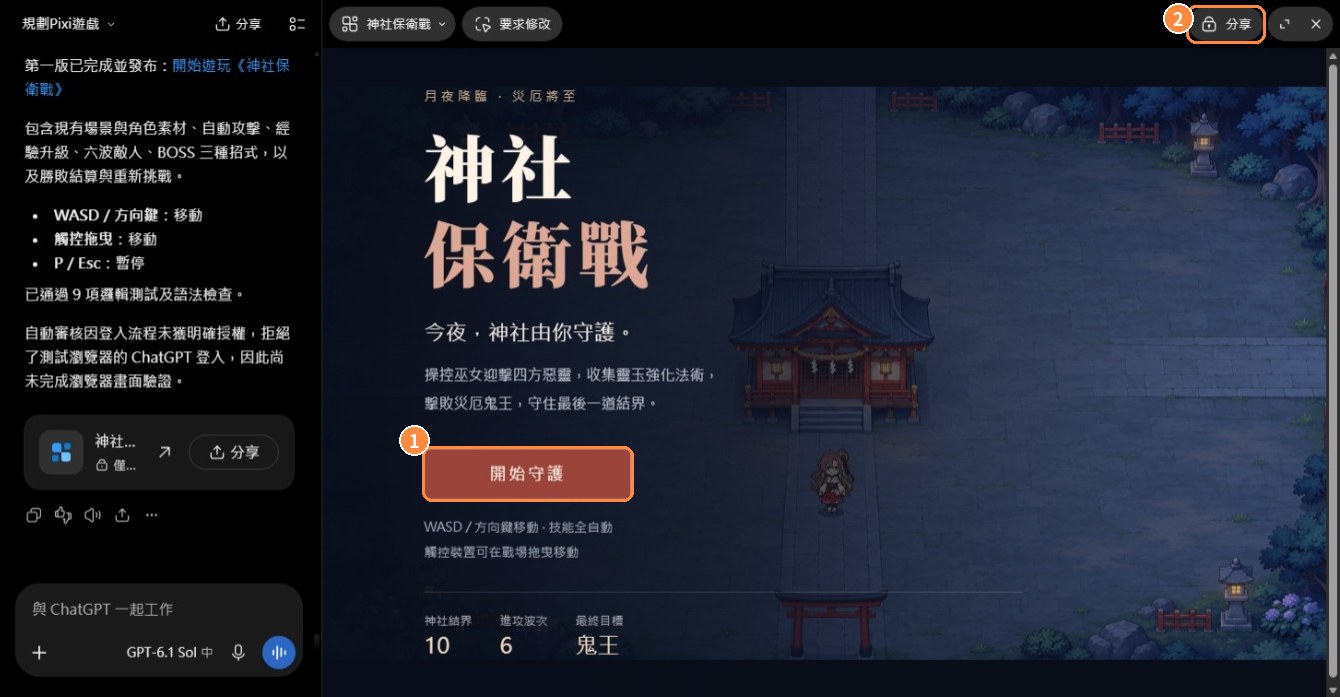 規劃Pixi遊戲
分享
第一版已完成並發布：開始遊玩《神社保
衛戰》
包含現有場景與角色素材、自動攻擊、經
驗升級、六波敵人、BOSS 三種招式，以
及勝敗結算與重新挑戰。
• WASD / 方向鍵：移動
• 觸控拖曳：移動
• P / Esc：暫停
已通過 9 項邏輯測試及語法檢查。
自動審核因登入流程未獲明確授權，拒絕
了測試瀏覽器的 ChatGPT 登入，因此尚
未完成瀏覽器畫面驗證。
神社...
僅...
分享
與 ChatGPT 一起工作
GPT-6.1 Sol 中
神社保衛戰
要求修改
2
分享
月夜降臨 · 災厄將至
神社
保衛戰
今夜，神社由你守護。
操控巫女迎擊四方惡靈，收集靈玉強化法術，
擊敗災厄鬼王，守住最後一道結界。
1
開始守護
WASD / 方向鍵移動 · 技能全自動
觸控裝置可在戰場拖曳移動
神社結界
進攻波次
最終目標
10
6
鬼王